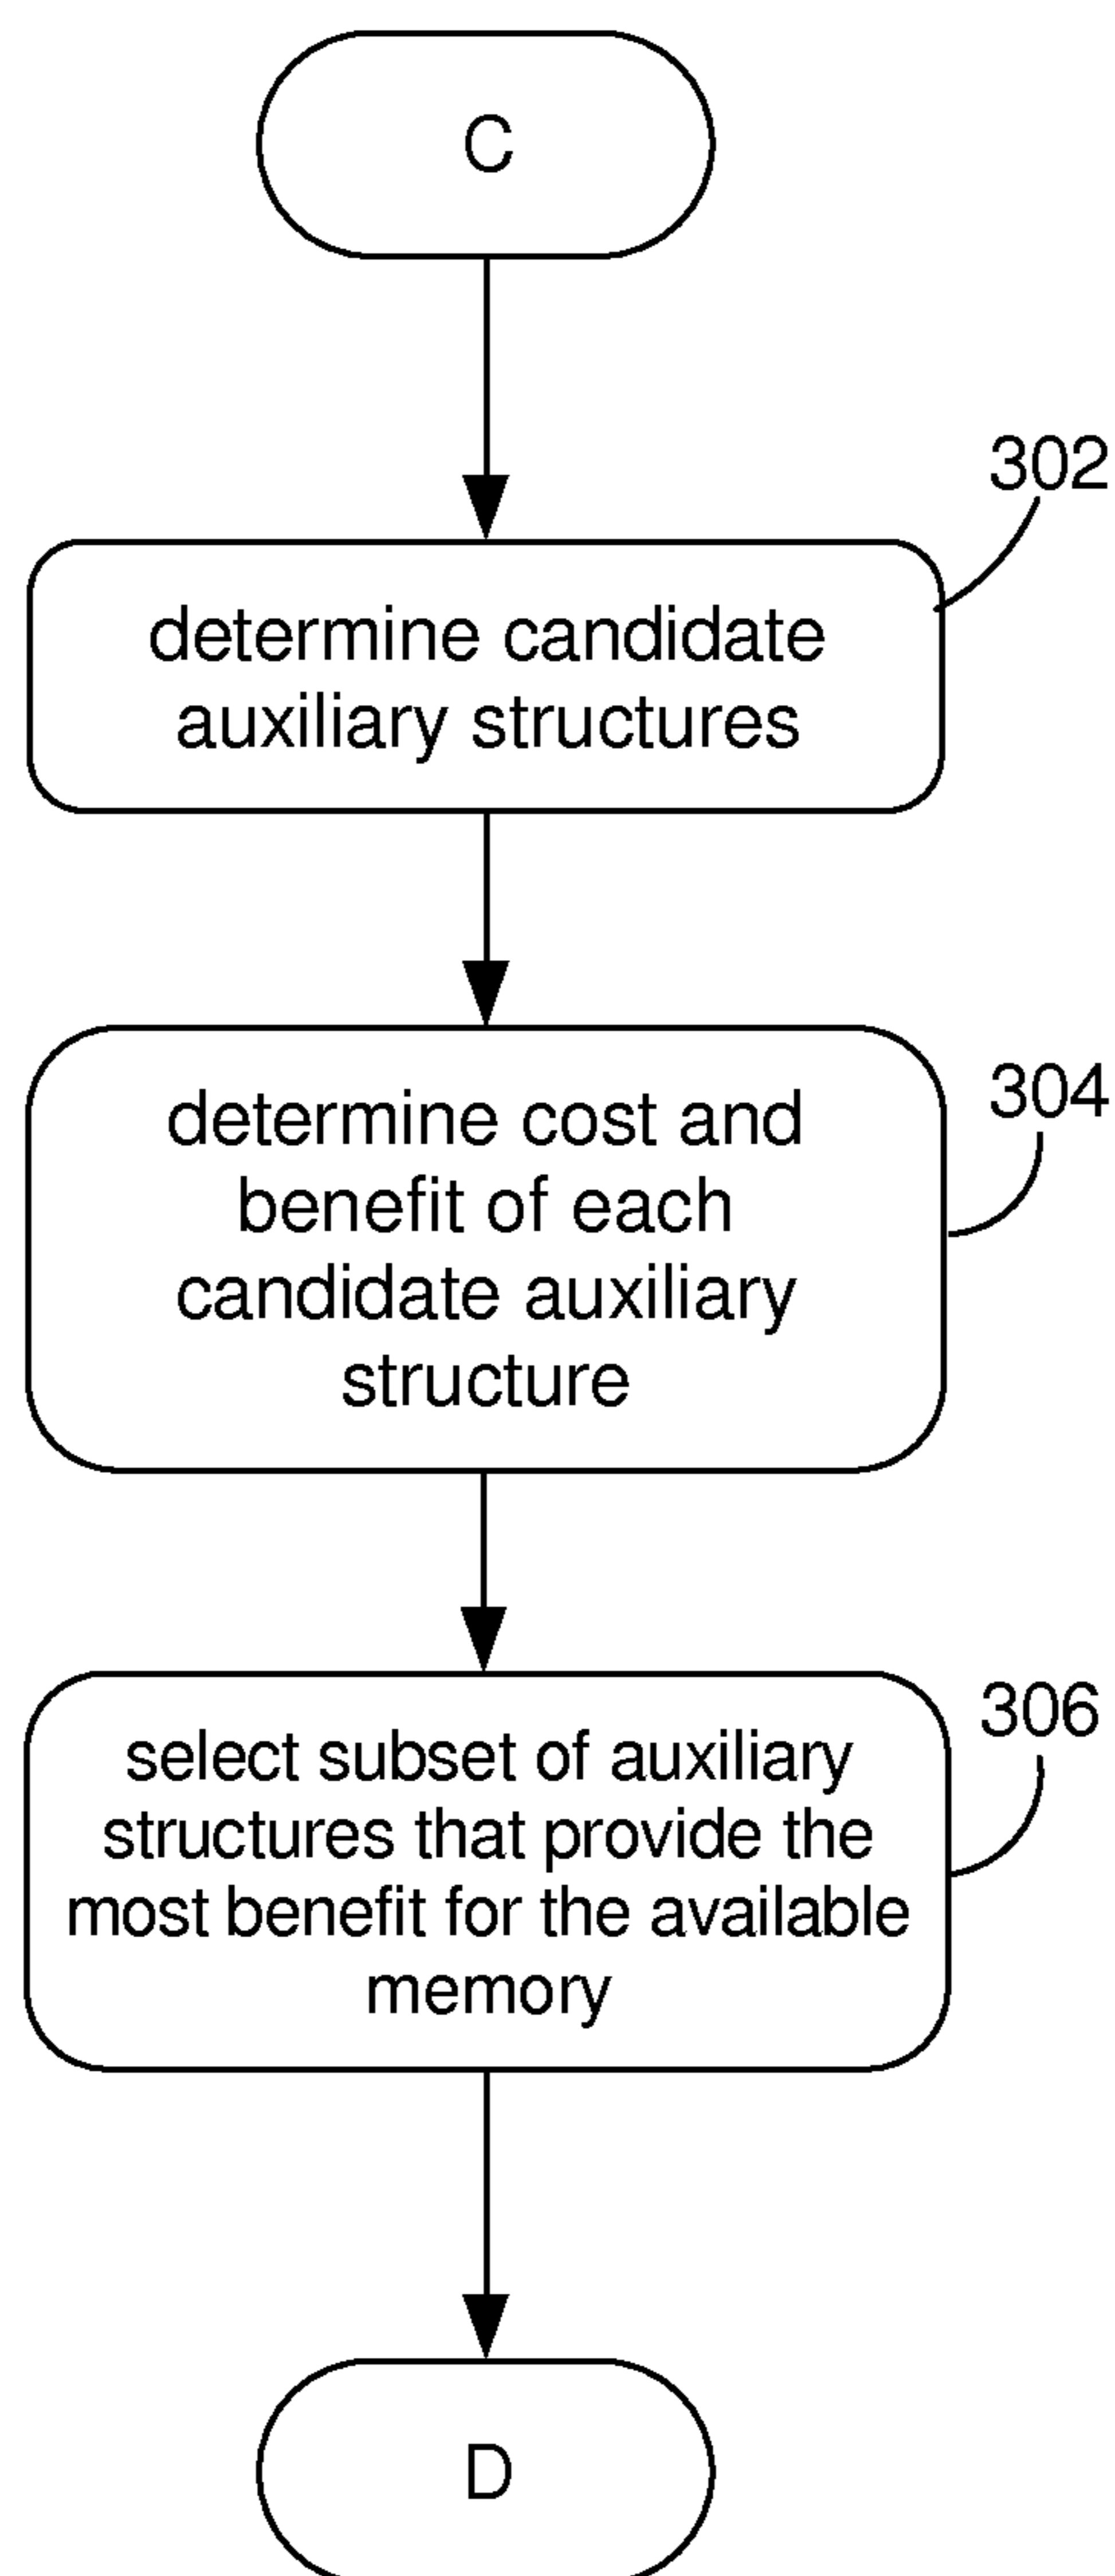 C
302
determine candidate
auxiliary structures
304
determine cost and
benefit of each
candidate auxiliary
structure
306
select subset of auxiliary
structures that provide the
most benefit for the available
memory
D